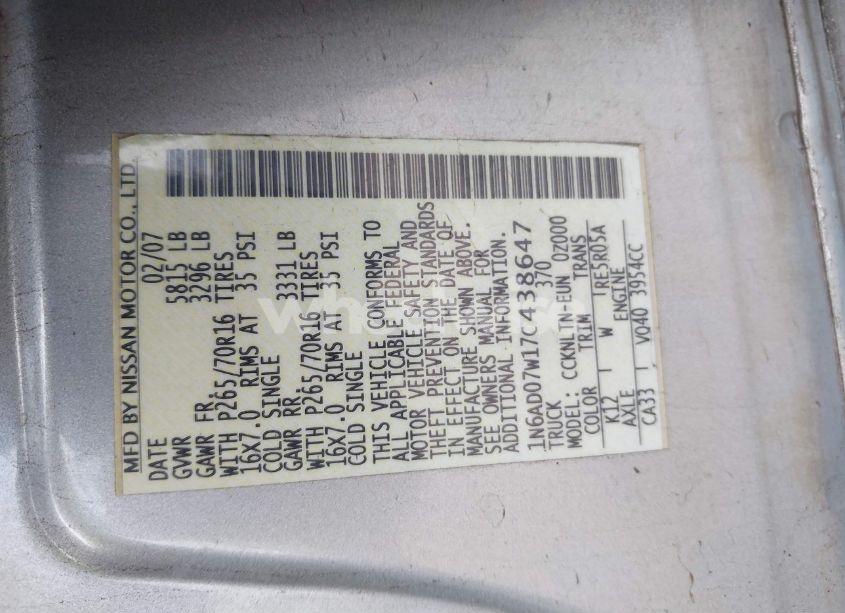 MFD BY NISSAN MOTOR CO., LTD.
DATE 02/07
GVWR 5815 LB
GAWR FR. 3296 LB
WITH P265/70R16 TIRES
16X7.0 RIMS AT 35 PSI
COLD SINGLE
GAWR RR. 3331 LB
WITH P265/70R16 TIRES
16X7.0 RIMS AT 35 PSI
COLD SINGLE
THIS VEHICLE CONFORMS TO
ALL APPLICABLE FEDERAL
MOTOR VEHICLE SAFETY AND
THEFT PREVENTION STANDARDS
IN EFFECT ON THE DATE OF
MANUFACTURE SHOWN ABOVE.
SEE OWNERS MANUAL FOR
ADDITIONAL INFORMATION.
1N6AD07W17C438647
TRUCK 370
MODEL: CCKNLTN-EUN 0Z000
COLOR TRIM TRANS
K12 W RE5R05A
AXLE ENGINE
CA33 VQ40 3954CC